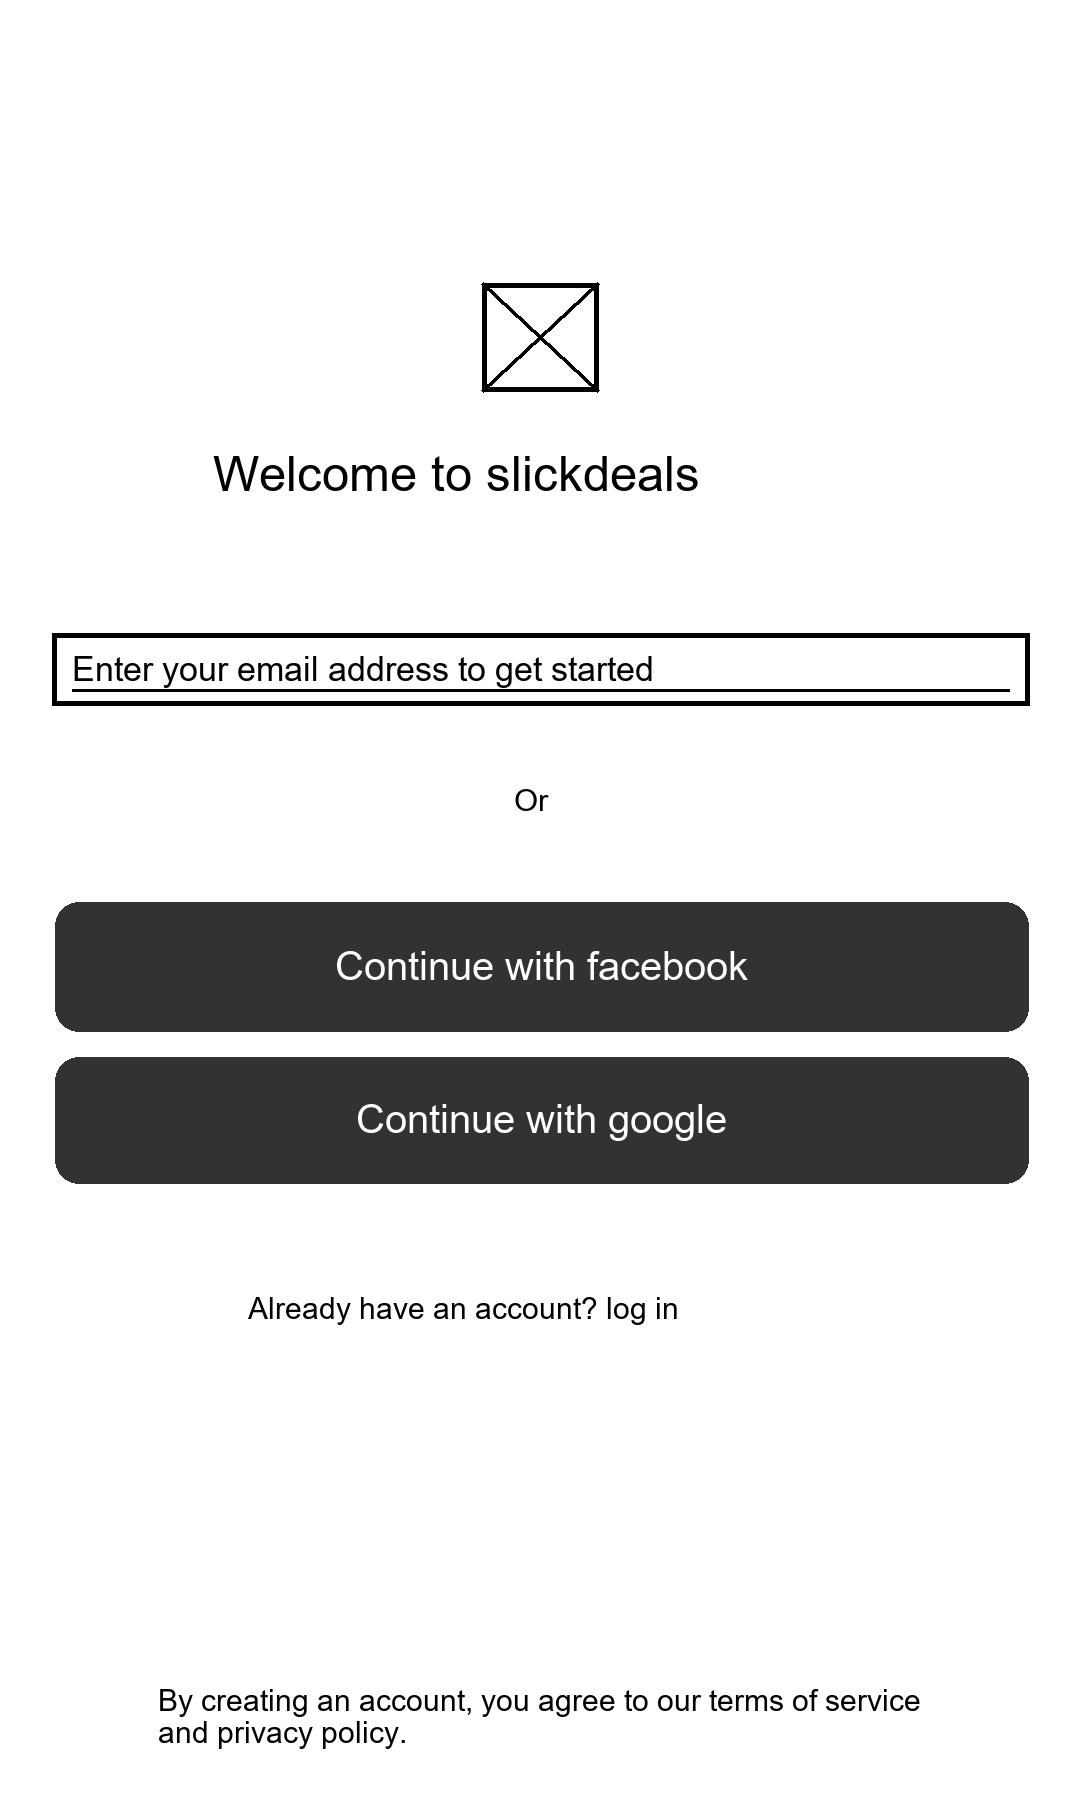 Welcome to slickdeals
Enter your email address to get started
Or
Continue with facebook
Continue with google
Already have an account? log in
By creating an account, you agree to our terms of service
and privacy policy.